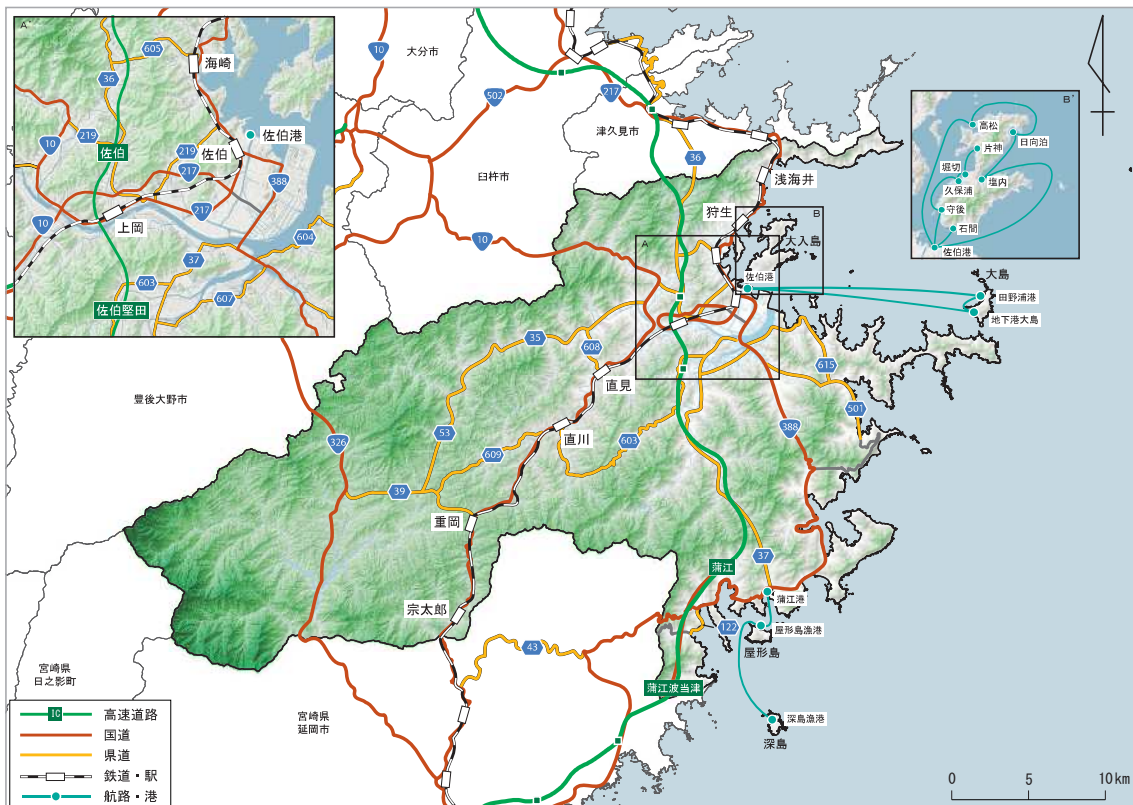 A'
605
海崎
36
219
10
佐伯
佐伯港
219
佐伯
217
388
217
10
上岡
604
37
603
607
佐伯堅田
10
大分市
502
217
津久見市
36
臼杵市
浅海井
狩生
10
A
B
大入島
佐伯港
B'
高松
日向泊
片神
堀切
塩内
久保浦
守後
石間
佐伯港
大島
田野浦港
地下港大島
35
608
615
直見
501
豊後大野市
53
直川
388
326
603
609
39
重岡
37
蒲江
蒲江港
宗太郎
122
屋形島漁港
屋形島
43
宮崎県
日之影町
蒲江波当津
宮崎県
延岡市
深島漁港
深島
IC
高速道路
国道
県道
鉄道・駅
航路・港
0
5
10km